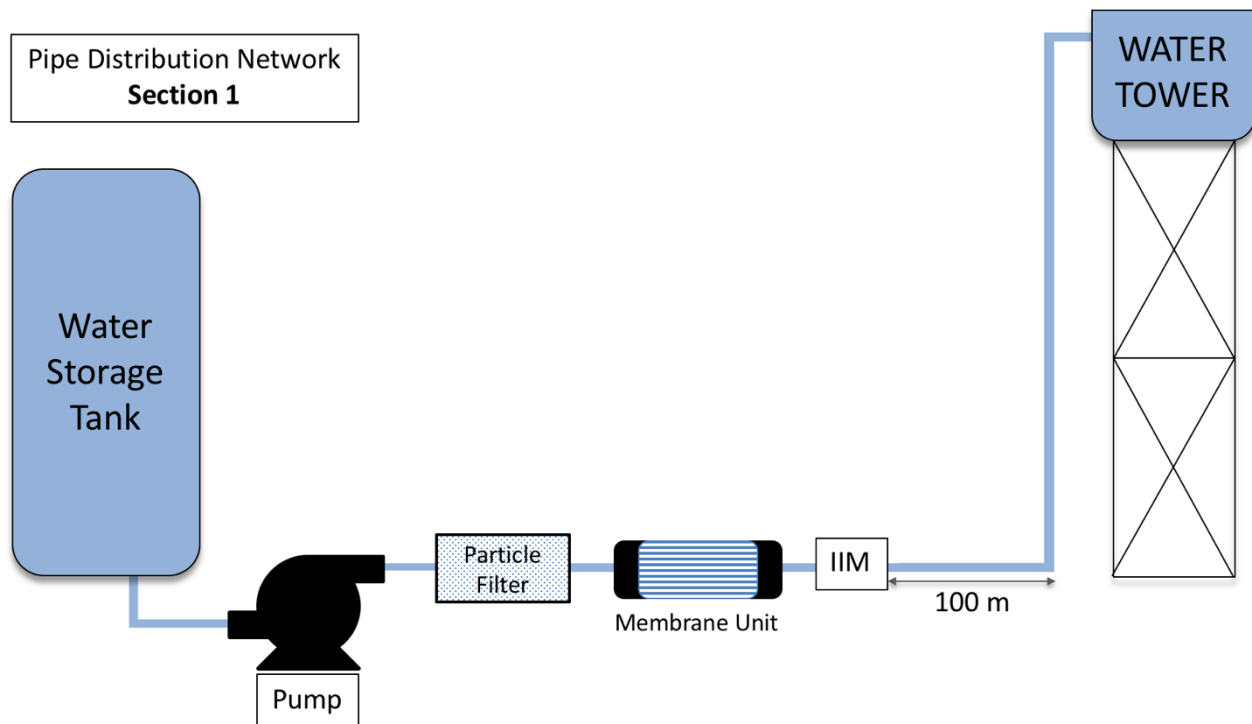 Pipe Distribution Network
Section 1
WATER
TOWER
Water
Storage
Tank
Particle
Filter
IIM
100 m
Membrane Unit
Pump